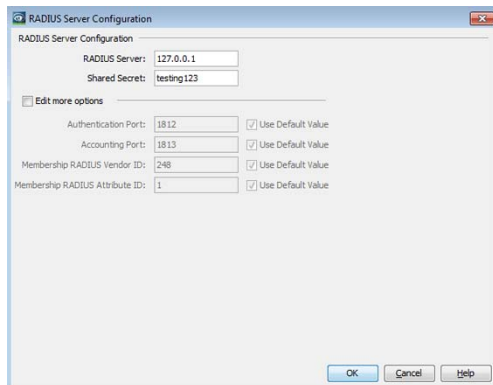 RADIUS Server Configuration
RADIUS Server Configuration
RADIUS Server: 127.0.0.1
Shared Secret: testing123
Edit more options
Authentication Port: 1812 Use Default Value
Accounting Port: 1813 Use Default Value
Membership RADIUS Vendor ID: 248 Use Default Value
Membership RADIUS Attribute ID: 1 Use Default Value
OK Cancel Help